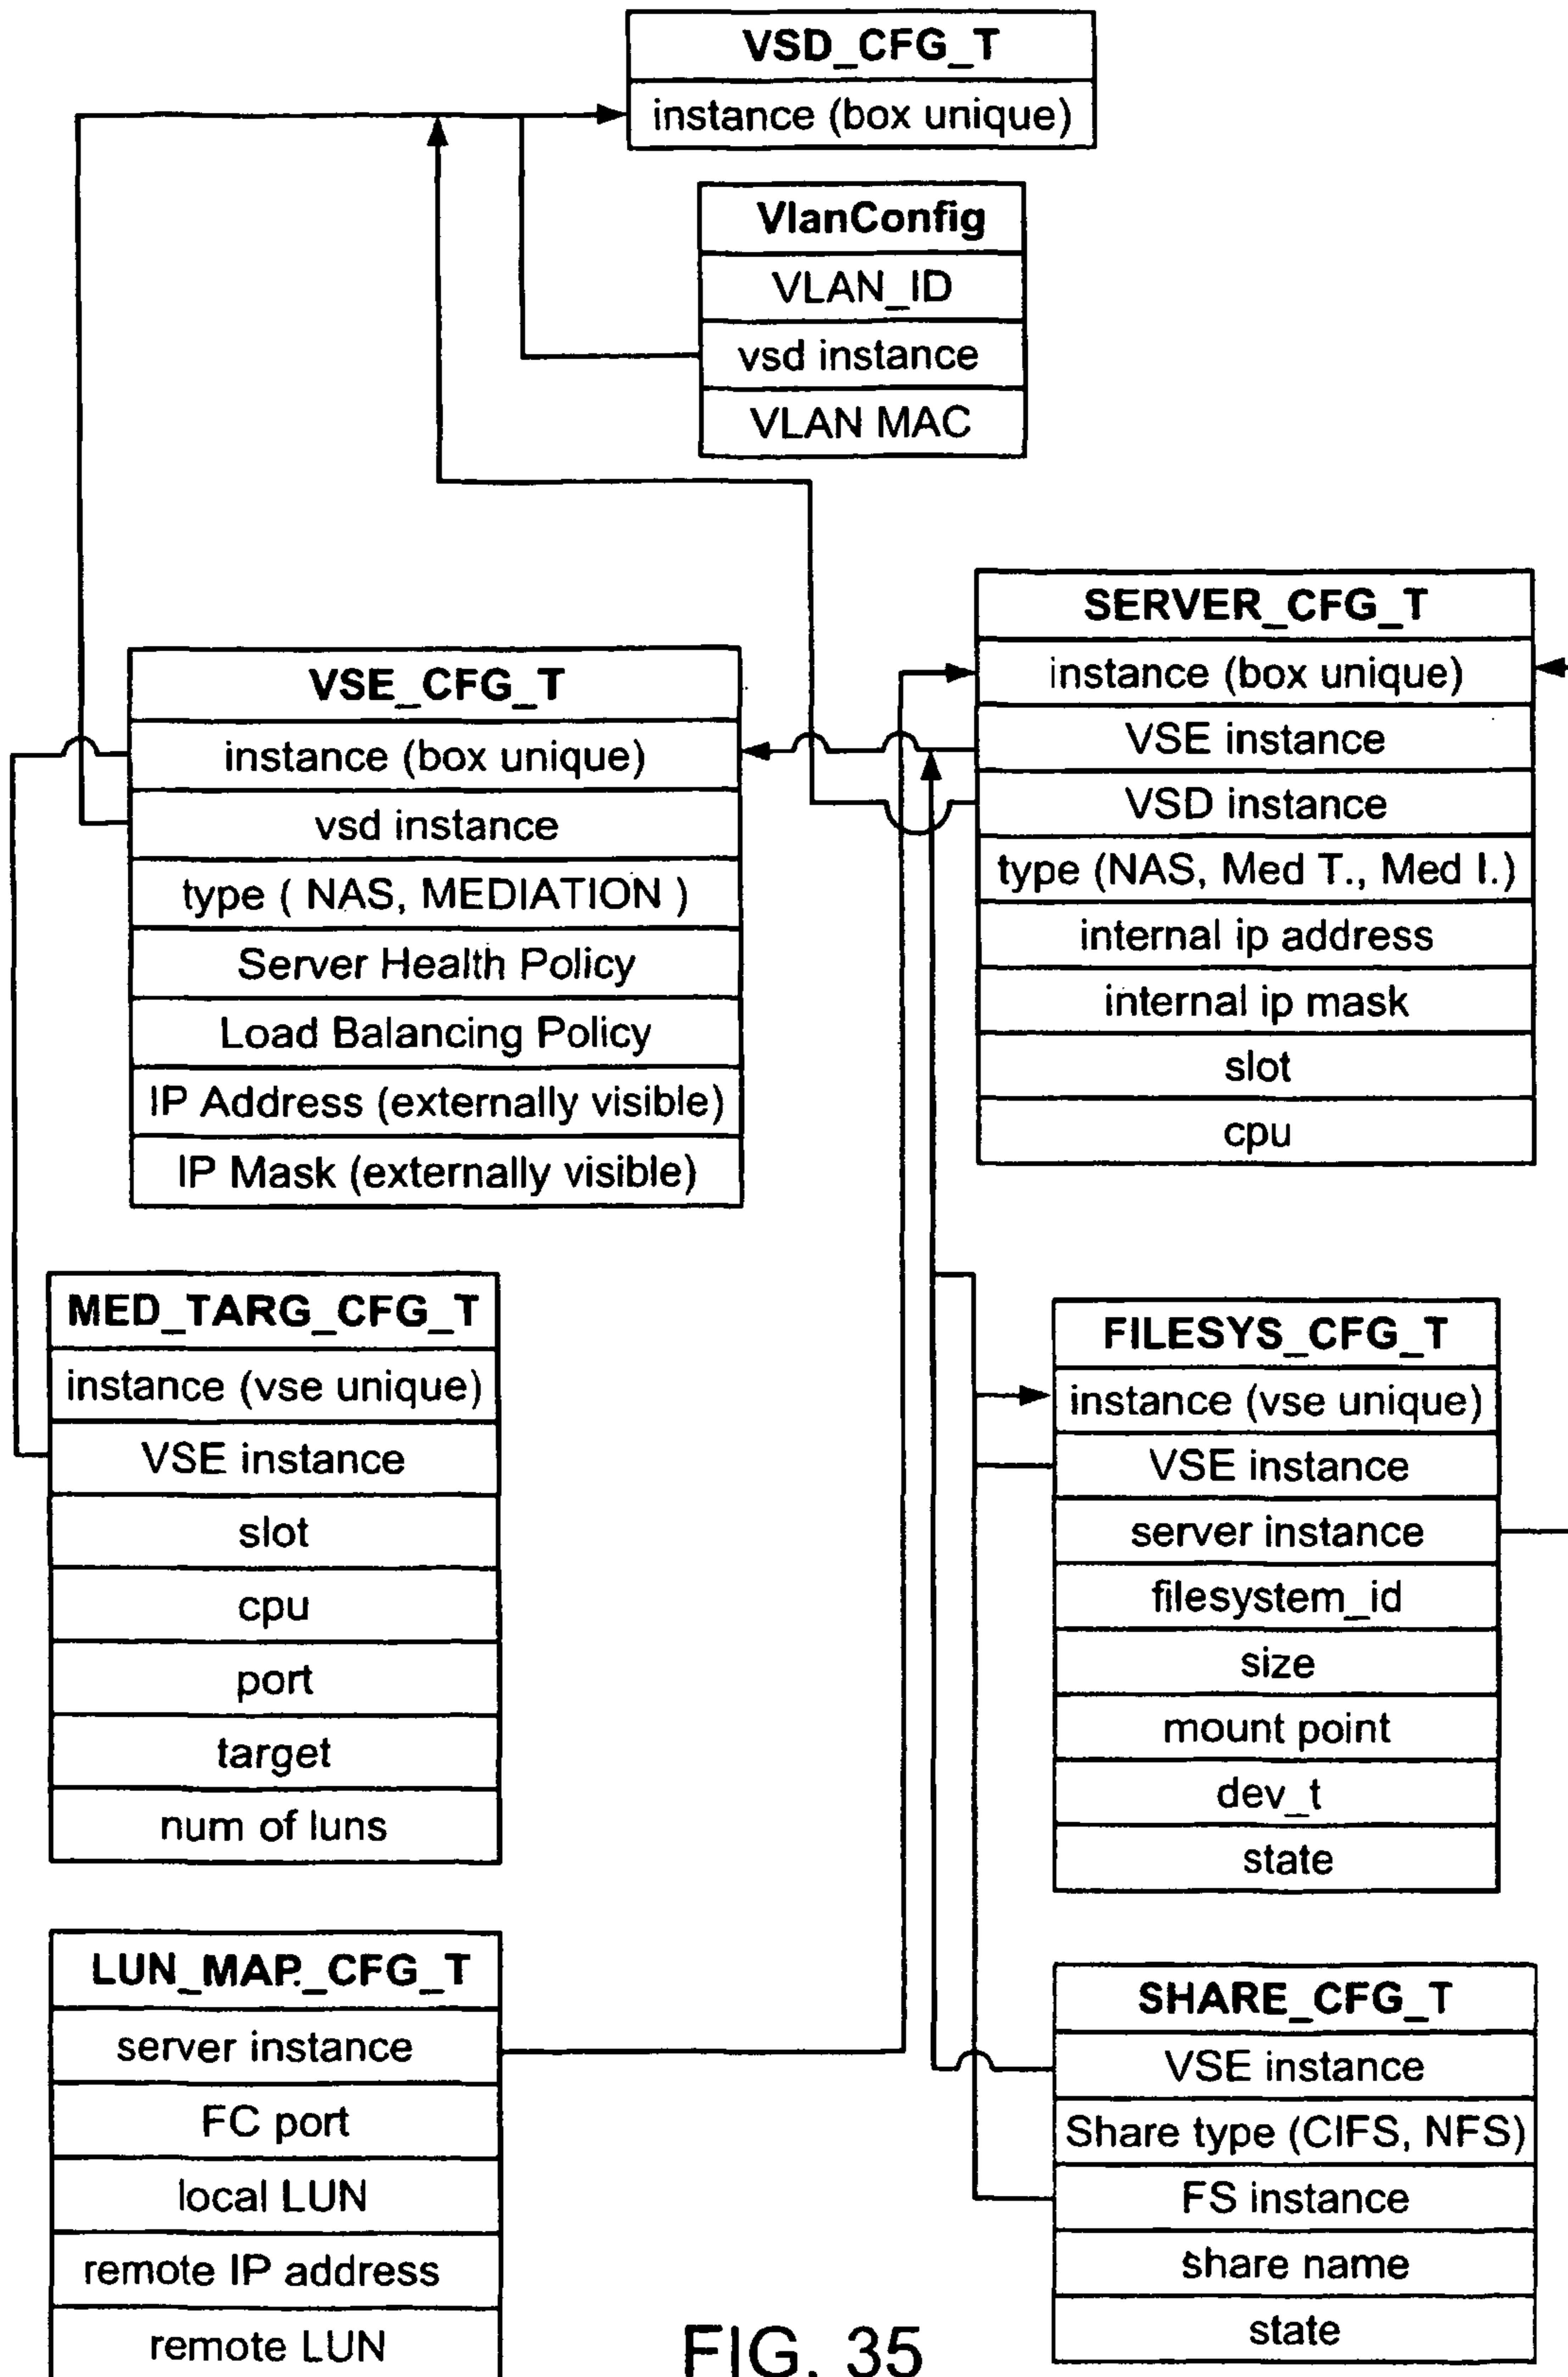 VSD_CFG_T
instance (box unique)
VlanConfig
VLAN_ID
vsd instance
VLAN MAC
SERVER_CFG_T
instance (box unique)
VSE instance
VSD instance
type (NAS, Med T., Med I.)
internal ip address
internal ip mask
slot
cpu
VSE_CFG_T
instance (box unique)
vsd instance
type ( NAS, MEDIATION )
Server Health Policy
Load Balancing Policy
IP Address (externally visible)
IP Mask (externally visible)
MED_TARG_CFG_T
instance (vse unique)
VSE instance
slot
cpu
port
target
num of luns
FILESYS_CFG_T
instance (vse unique)
VSE instance
server instance
filesystem_id
size
mount point
dev_t
state
LUN_MAP_CFG_T
server instance
FC port
local LUN
remote IP address
remote LUN
SHARE_CFG_T
VSE instance
Share type (CIFS, NFS)
FS instance
share name
state
FIG. 35